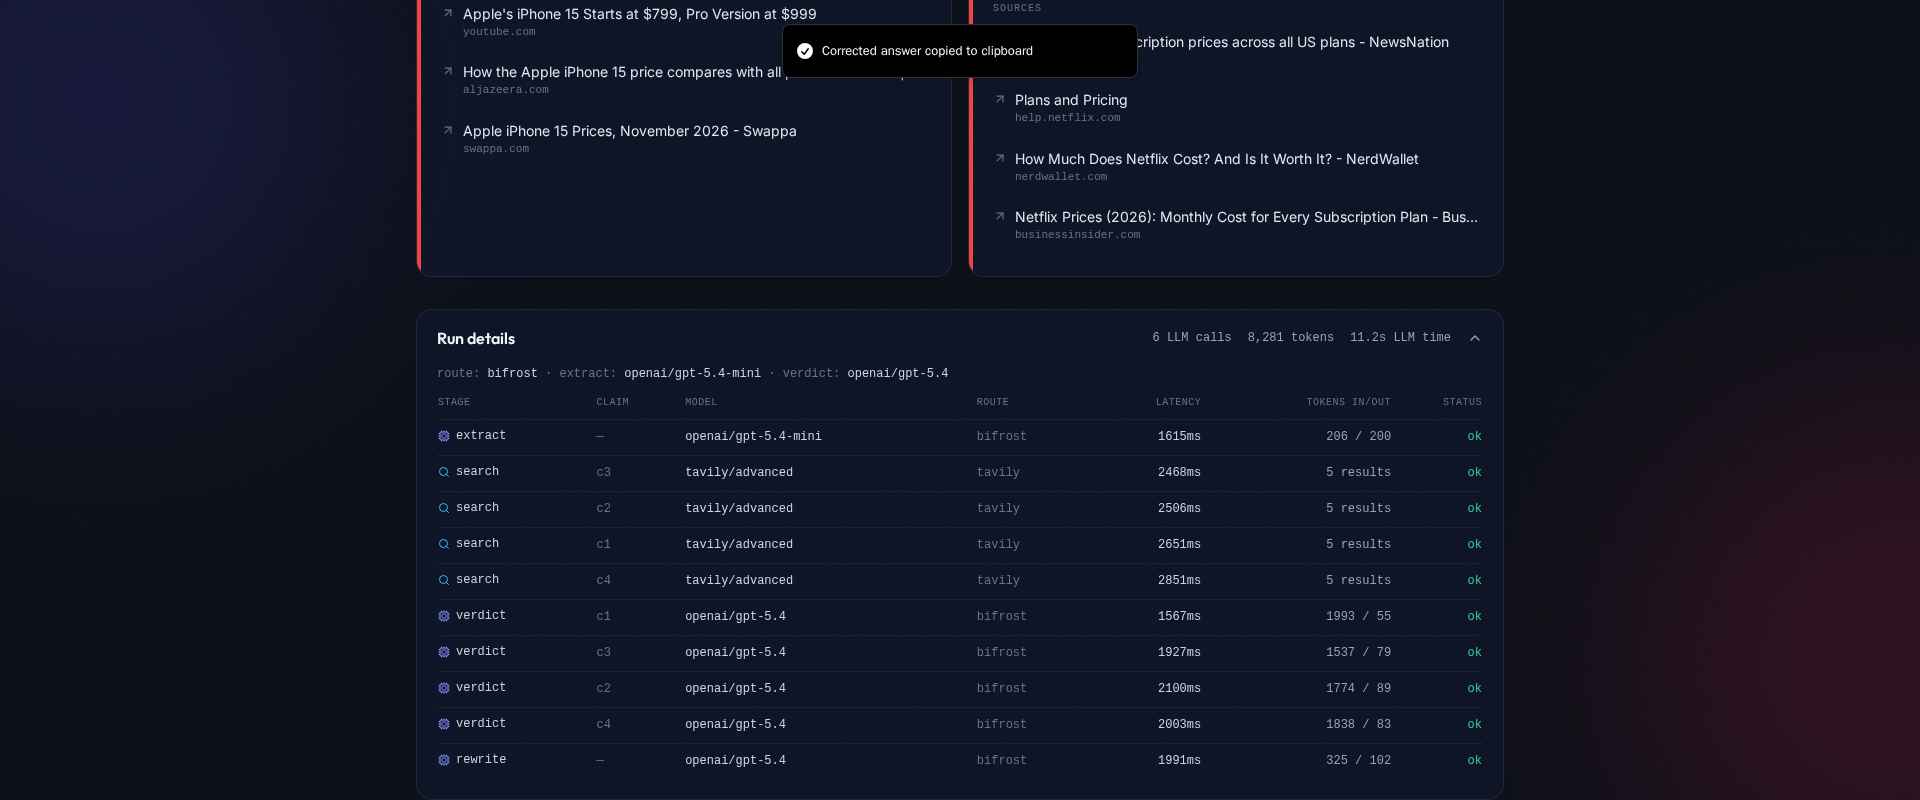 Apple's iPhone 15 Starts at $799, Pro Version at $999
youtube.com
How the Apple iPhone 15 price compares with all
aljazeera.com
Apple iPhone 15 Prices, November 2026 - Swappa
swappa.com
Corrected answer copied to clipboard
SOURCES
cription prices across all US plans - NewsNation
Plans and Pricing
help.netflix.com
How Much Does Netflix Cost? And Is It Worth It? - NerdWallet
nerdwallet.com
Netflix Prices (2026): Monthly Cost for Every Subscription Plan - Bus...
businessinsider.com
Run details
6 LLM calls 8,281 tokens 11.2s LLM time
route: bifrost · extract: openai/gpt-5.4-mini · verdict: openai/gpt-5.4
STAGE CLAIM MODEL ROUTE LATENCY TOKENS IN/OUT STATUS
extract — openai/gpt-5.4-mini bifrost 1615ms 206 / 200 ok
search c3 tavily/advanced tavily 2468ms 5 results ok
search c2 tavily/advanced tavily 2506ms 5 results ok
search c1 tavily/advanced tavily 2651ms 5 results ok
search c4 tavily/advanced tavily 2851ms 5 results ok
verdict c1 openai/gpt-5.4 bifrost 1567ms 1993 / 55 ok
verdict c3 openai/gpt-5.4 bifrost 1927ms 1537 / 79 ok
verdict c2 openai/gpt-5.4 bifrost 2100ms 1774 / 89 ok
verdict c4 openai/gpt-5.4 bifrost 2003ms 1838 / 83 ok
rewrite — openai/gpt-5.4 bifrost 1991ms 325 / 102 ok